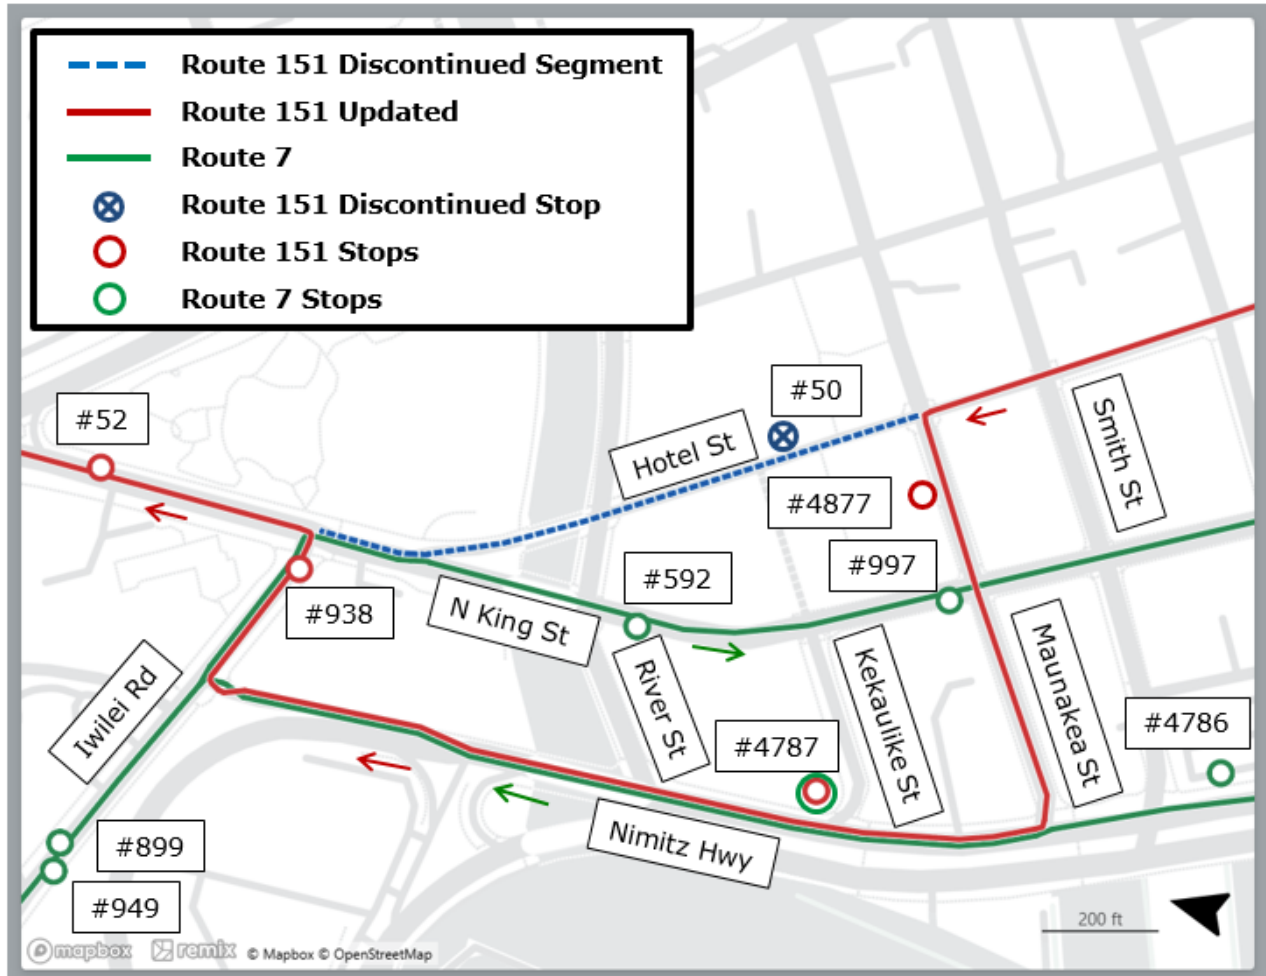 Route 151 Discontinued Segment
Route 151 Updated
Route 7
Route 151 Discontinued Stop
Route 151 Stops
Route 7 Stops
#50
#52
Smith St
Hotel St
#4877
#997
#592
#938
N King St
Maunakea St
Kekaulike St
River St
Iwilei Rd
#4786
#4787
Nimitz Hwy
#899
#949
200 ft
mapbox remix © Mapbox © OpenStreetMap